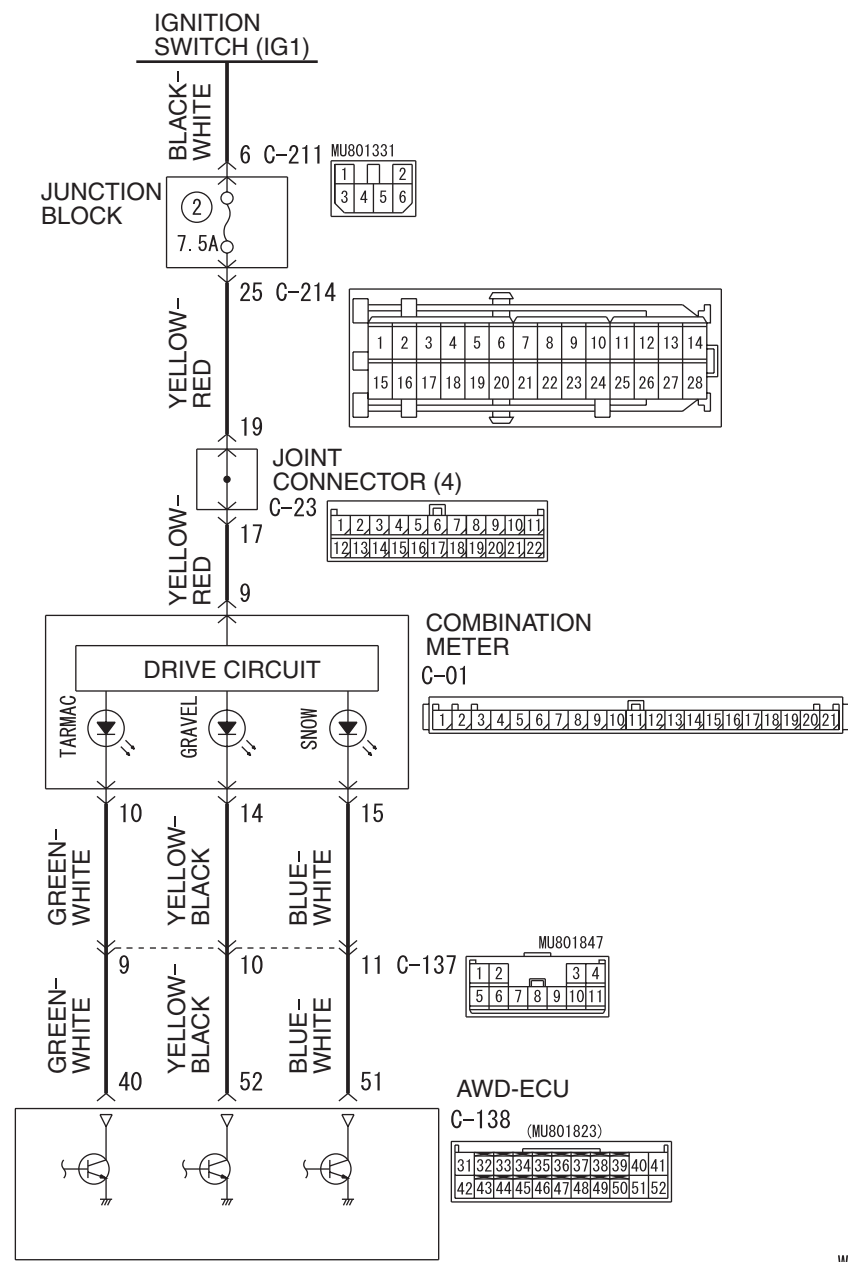 IGNITION
SWITCH (IG1)
BLACK-
WHITE
6 C-211 MU801331
1 2
3 4 5 6
JUNCTION
BLOCK
2
7.5A
25 C-214
1 2 3 4 5 6 7 8 9 10 11 12 13 14
15 16 17 18 19 20 21 22 23 24 25 26 27 28
YELLOW-
RED
19
JOINT
CONNECTOR (4)
C-23
1 2 3 4 5 6 7 8 9 10 11
12 13 14 15 16 17 18 19 20 21 22
17
YELLOW-
RED
9
COMBINATION
METER
C-01
1 2 3 4 5 6 7 8 9 10 11 12 13 14 15 16 17 18 19 20 21
DRIVE CIRCUIT
TARMAC
GRAVEL
SNOW
10 14 15
GREEN-
WHITE
YELLOW-
BLACK
BLUE-
WHITE
9 10 11 C-137
MU801847
1 2 3 4
5 6 7 8 9 10 11
GREEN-
WHITE
YELLOW-
BLACK
BLUE-
WHITE
40 52 51
AWD-ECU
C-138
(MU801823)
31 32 33 34 35 36 37 38 39 40 41
42 43 44 45 46 47 48 49 50 51 52
W